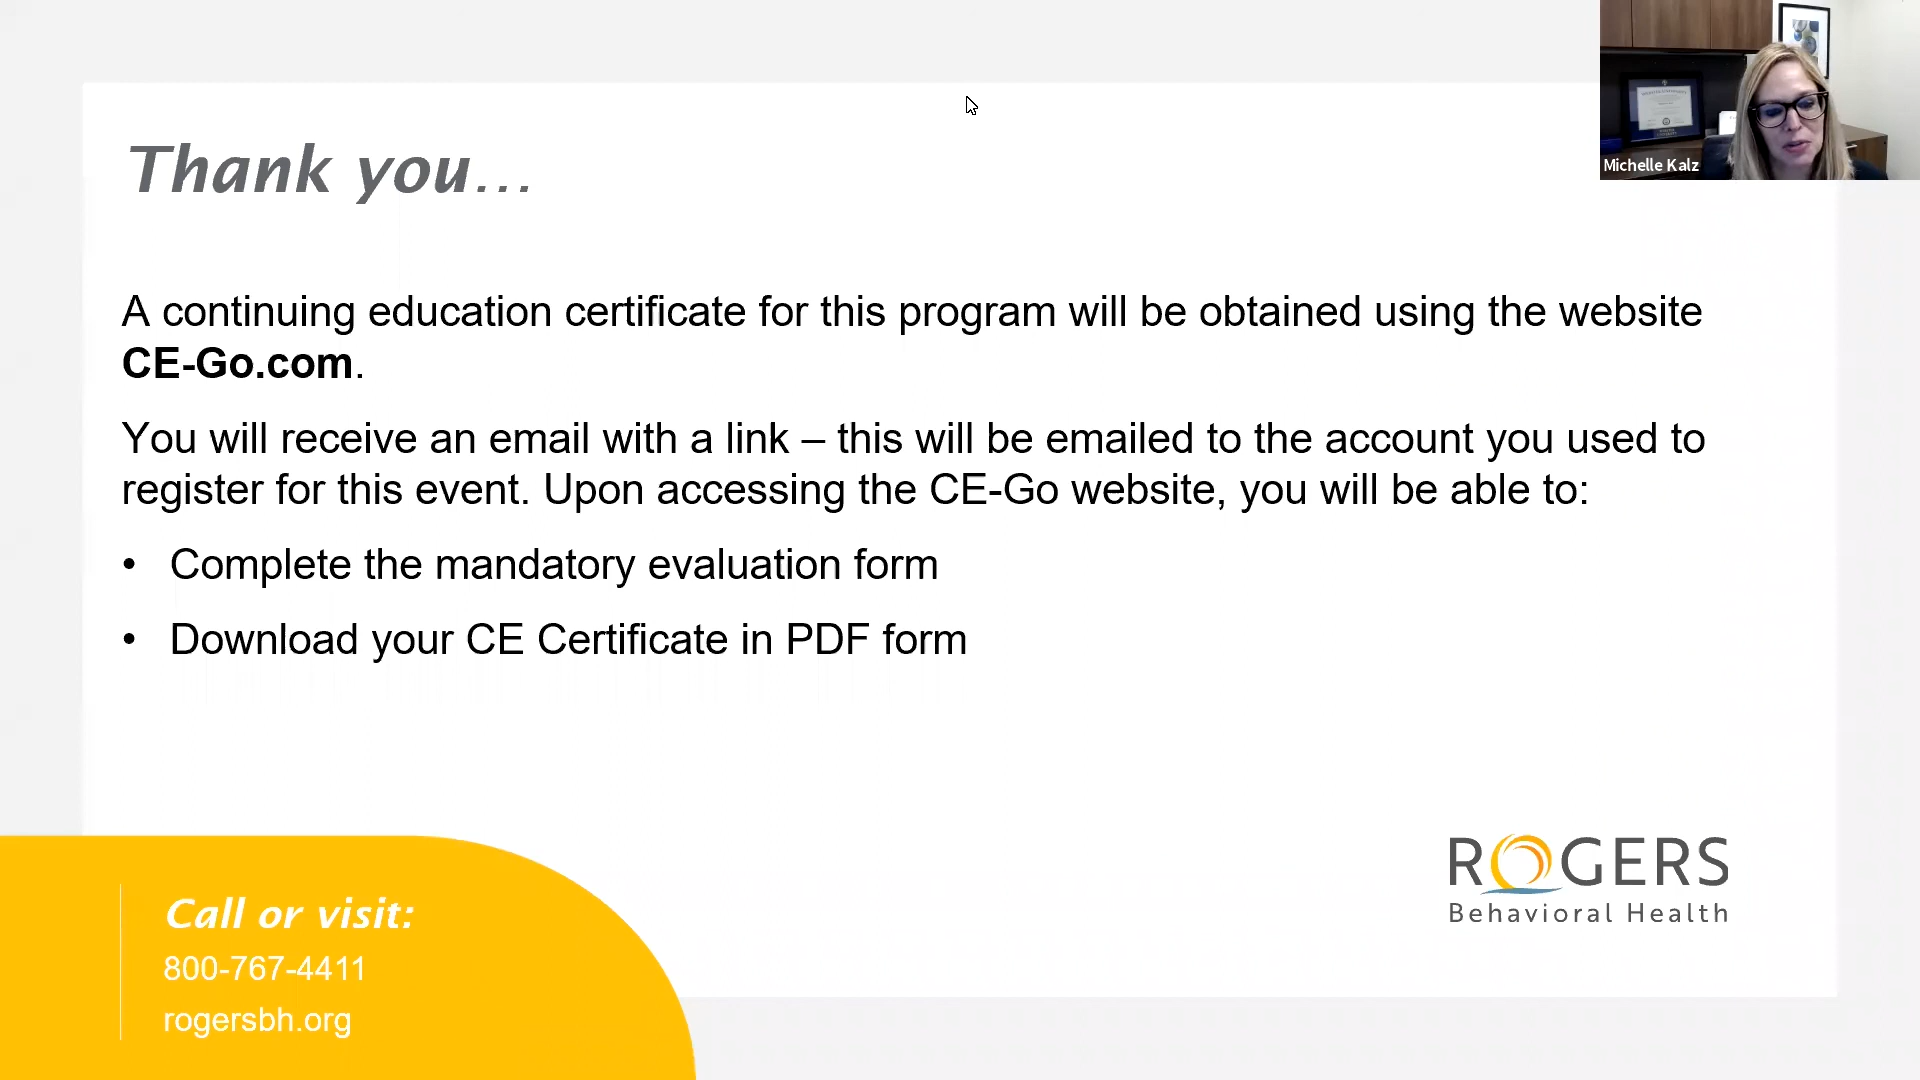 Thank you…
A continuing education certificate for this program will be obtained using the website
CE-Go.com.
You will receive an email with a link – this will be emailed to the account you used to
register for this event. Upon accessing the CE-Go website, you will be able to:
• Complete the mandatory evaluation form
• Download your CE Certificate in PDF form
Call or visit:
800-767-4411
rogersbh.org
ROGERS
Behavioral Health
Michelle Kalz